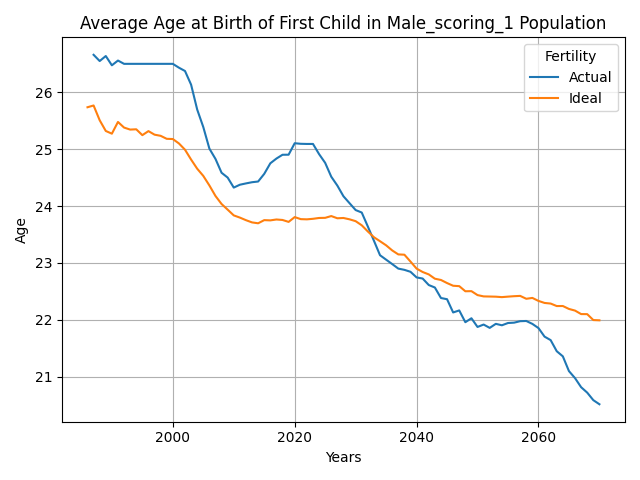 Average Age at Birth of First Child in Male_scoring_1 Population
Fertility
Actual
Ideal
Age
26
25
24
23
22
21
2000
2020
2040
2060
Years